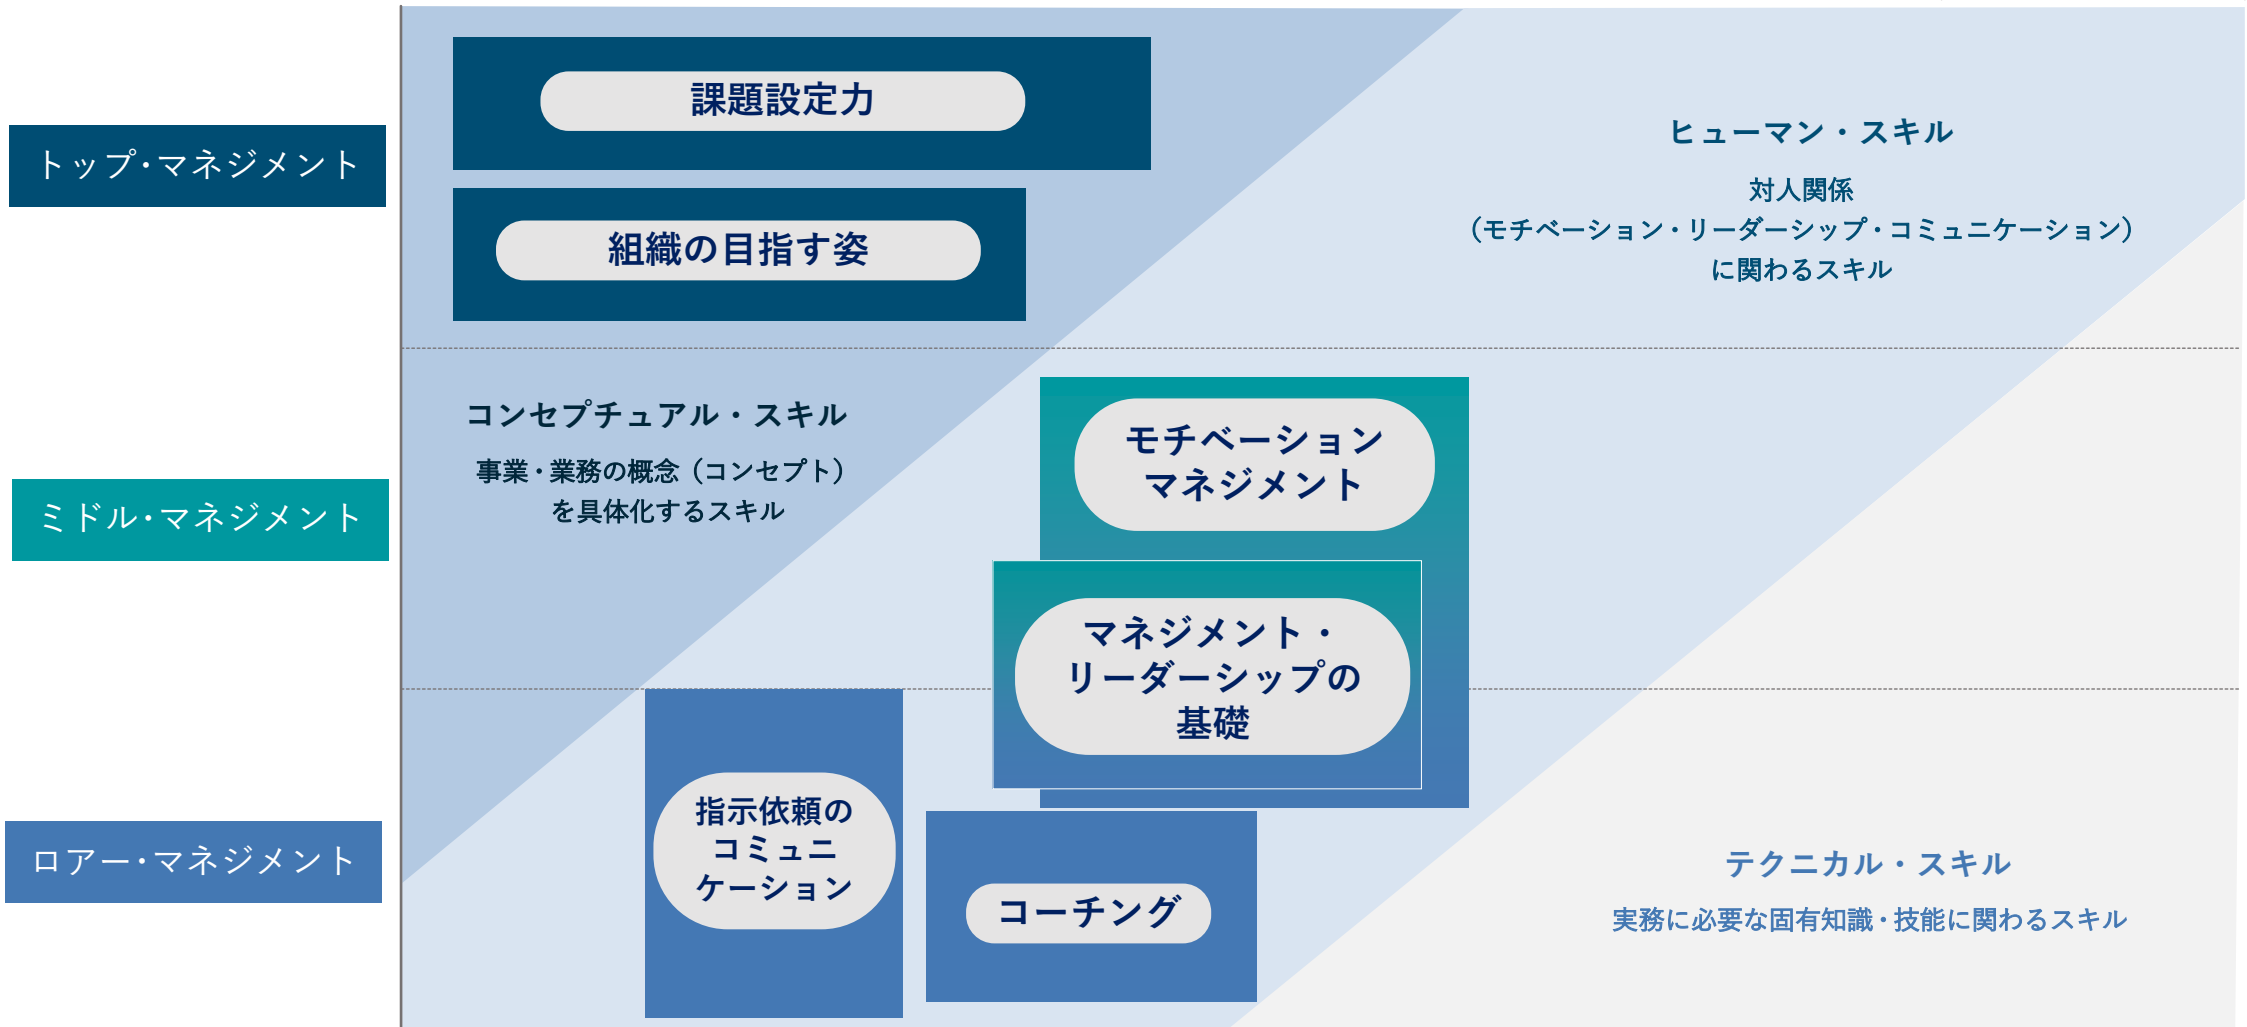 課題設定力
トップ・マネジメント
組織の目指す姿
ヒューマン・スキル
対人関係
（モチベーション・リーダーシップ・コミュニケーション）
に関わるスキル
コンセプチュアル・スキル
事業・業務の概念（コンセプト）
を具体化するスキル
ミドル・マネジメント
モチベーション
マネジメント
マネジメント・
リーダーシップの
基礎
ロアー・マネジメント
指示依頼の
コミュニ
ケーション
コーチング
テクニカル・スキル
実務に必要な固有知識・技能に関わるスキル